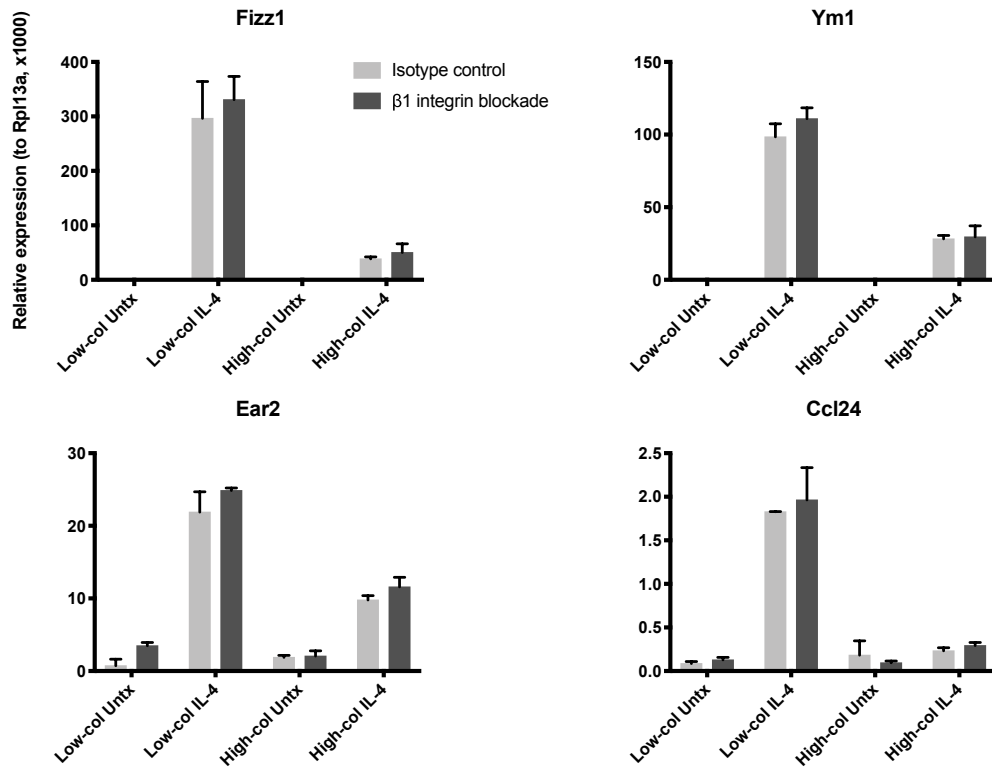 Fizz1
Relative expression (to Rpl13a, x1000)
400
300
200
100
0
Low-col Untx
Low-col IL-4
High-col Untx
High-col IL-4
Isotype control
β1 integrin blockade
Ym1
150
100
50
0
Low-col Untx
Low-col IL-4
High-col Untx
High-col IL-4
Ear2
30
20
10
0
Low-col Untx
Low-col IL-4
High-col Untx
High-col IL-4
Ccl24
2.5
2.0
1.5
1.0
0.5
0.0
Low-col Untx
Low-col IL-4
High-col Untx
High-col IL-4